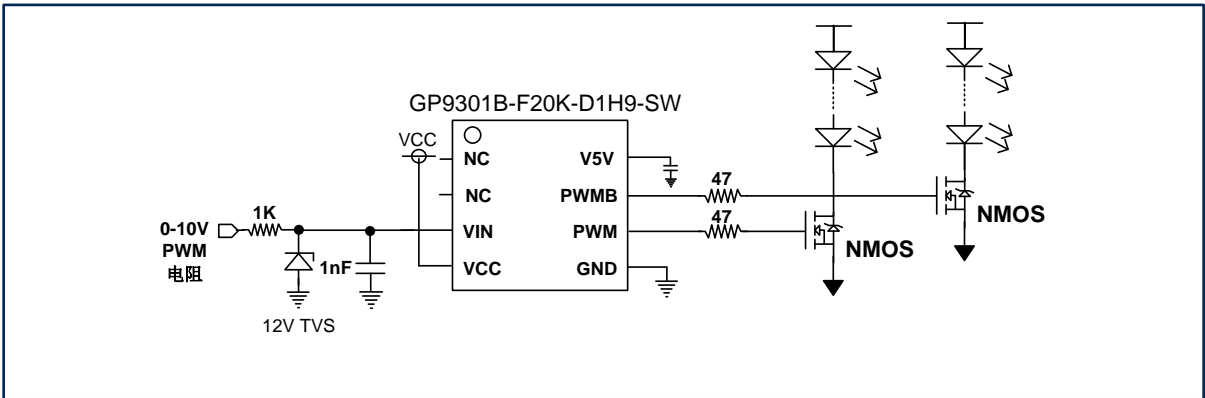 GP9301B-F20K-D1H9-SW
VCC
NC
V5V
NC
PWMB
47
NMOS
1K
0-10V
PWM
电阻
VIN
PWM
47
NMOS
1nF
VCC
GND
12V TVS